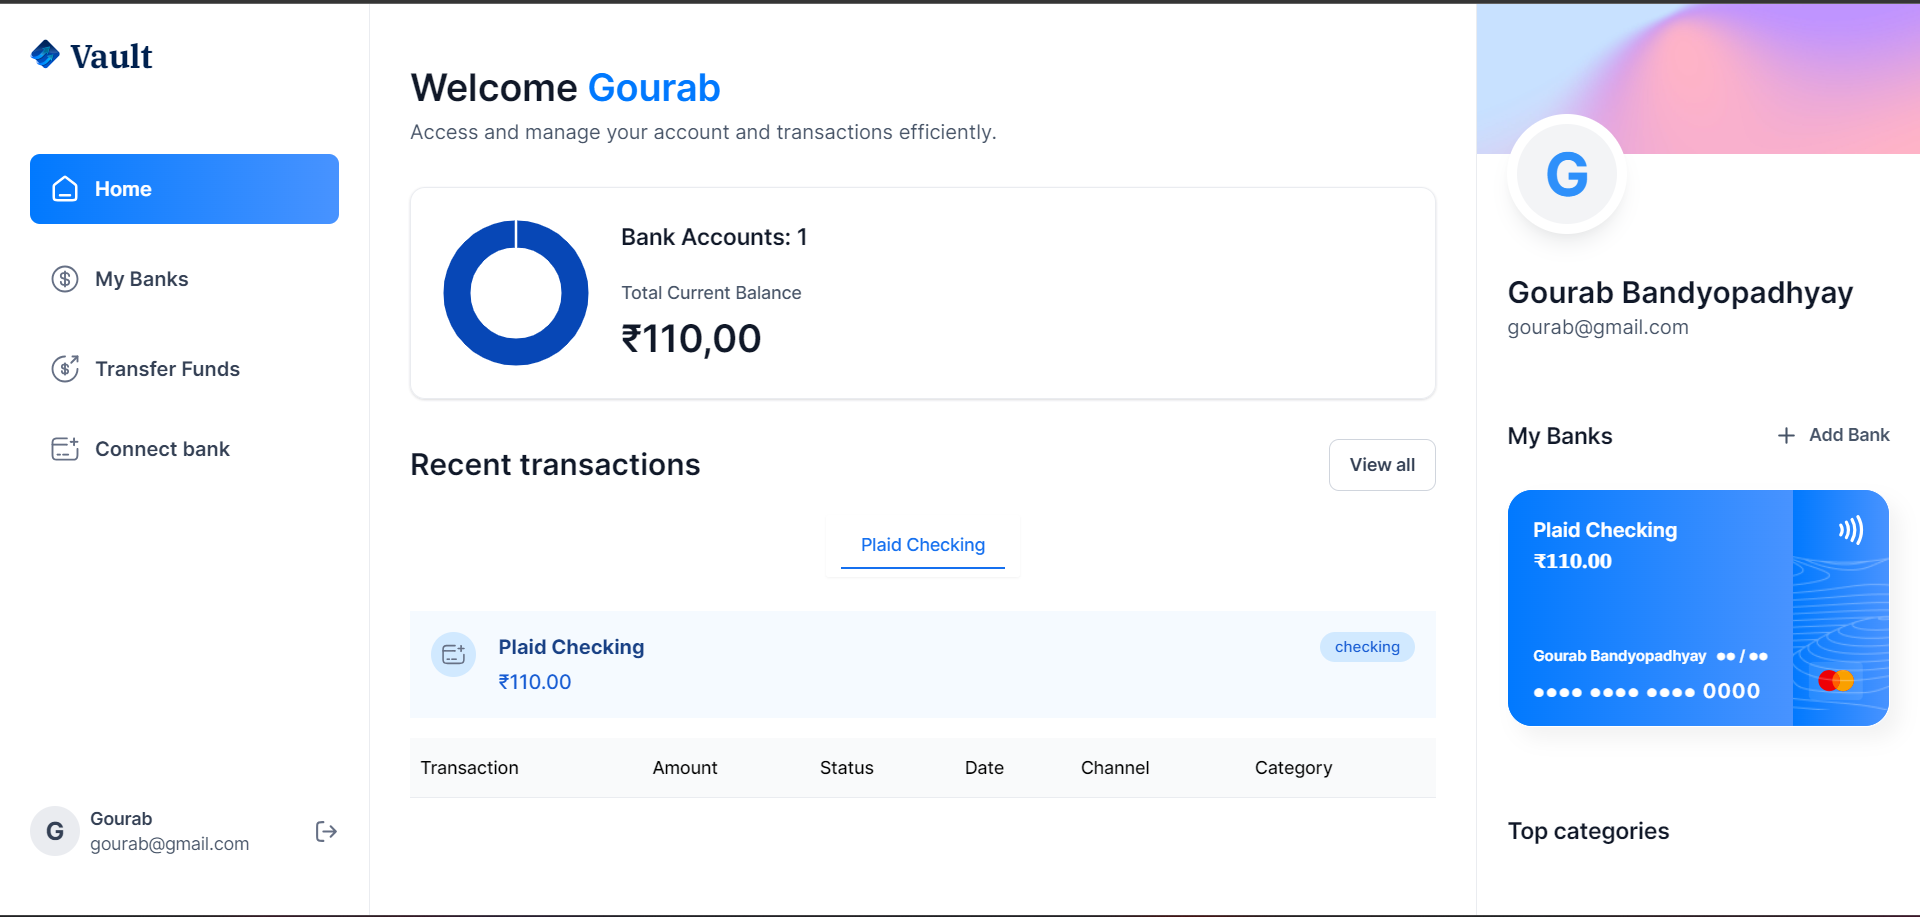 Vault
Home
My Banks
Transfer Funds
Connect bank
G
Gourab
gourab@gmail.com
Welcome Gourab
Access and manage your account and transactions efficiently.
Bank Accounts: 1
Total Current Balance
₹110,00
Recent transactions
View all
Plaid Checking
Plaid Checking
₹110.00
checking
Transaction Amount Status Date Channel Category
G
Gourab Bandyopadhyay
gourab@gmail.com
My Banks
+ Add Bank
Plaid Checking
₹110.00
Gourab Bandyopadhyay ●● / ●●
●●●● ●●●● ●●●● 0000
Top categories